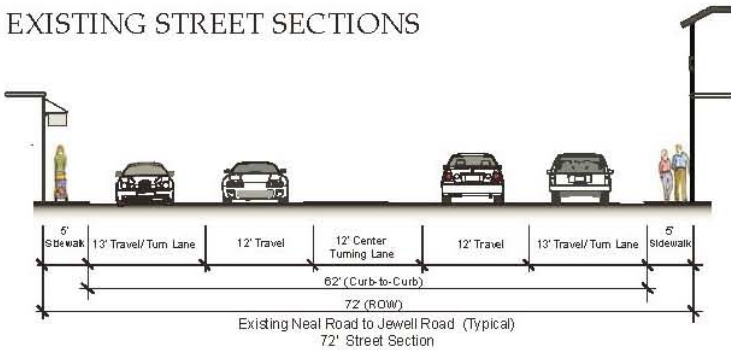 EXISTING STREET SECTIONS
5'
Sidewalk
13' Travel/Turn Lane
12' Travel
12' Center
Turning Lane
12' Travel
13' Travel/Turn Lane
5'
Sidewalk
62' (Curb-to-Curb)
72' (ROW)
Existing Neal Road to Jewell Road (Typical)
72' Street Section